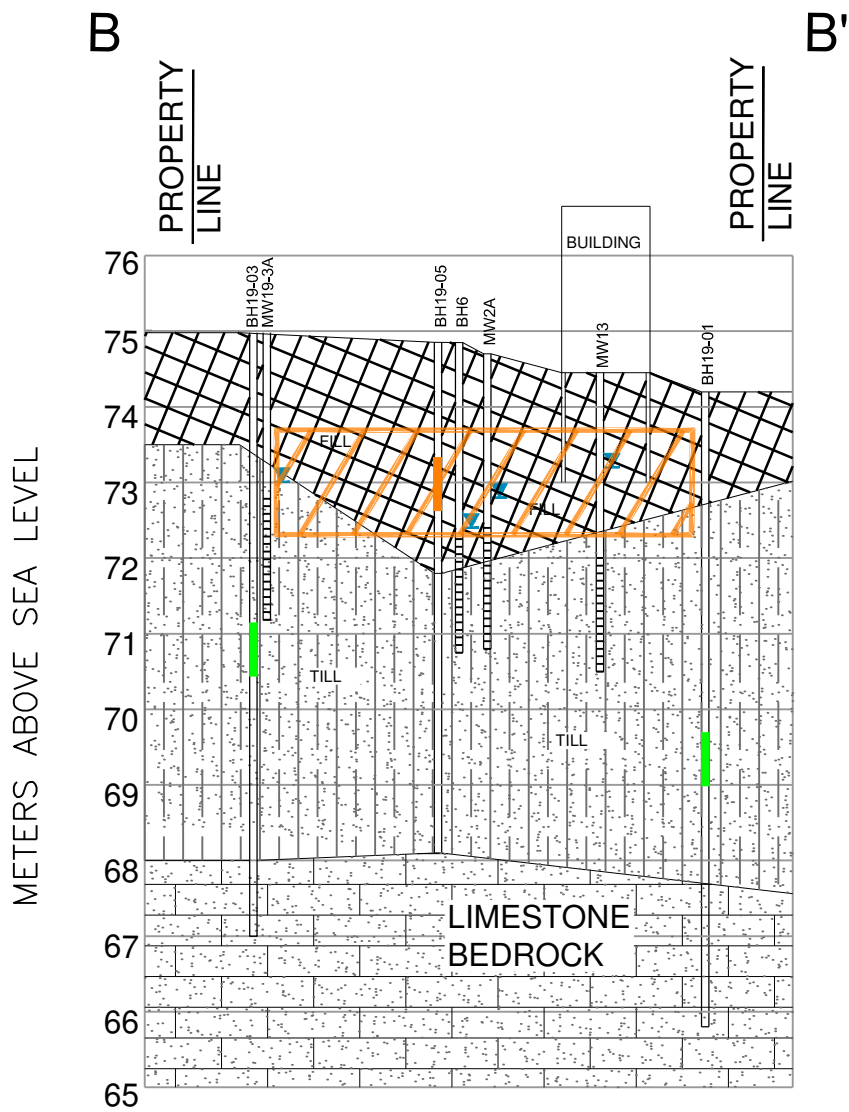 B
B'
PROPERTY
LINE
PROPERTY
LINE
BUILDING
76
BH19-03
MW19-3A
BH19-05
BH6
MW2A
MW13
BH19-01
75
74
FILL
73
FILL
72
71
TILL
70
TILL
69
68
LIMESTONE
BEDROCK
67
66
65
METERS ABOVE SEA LEVEL